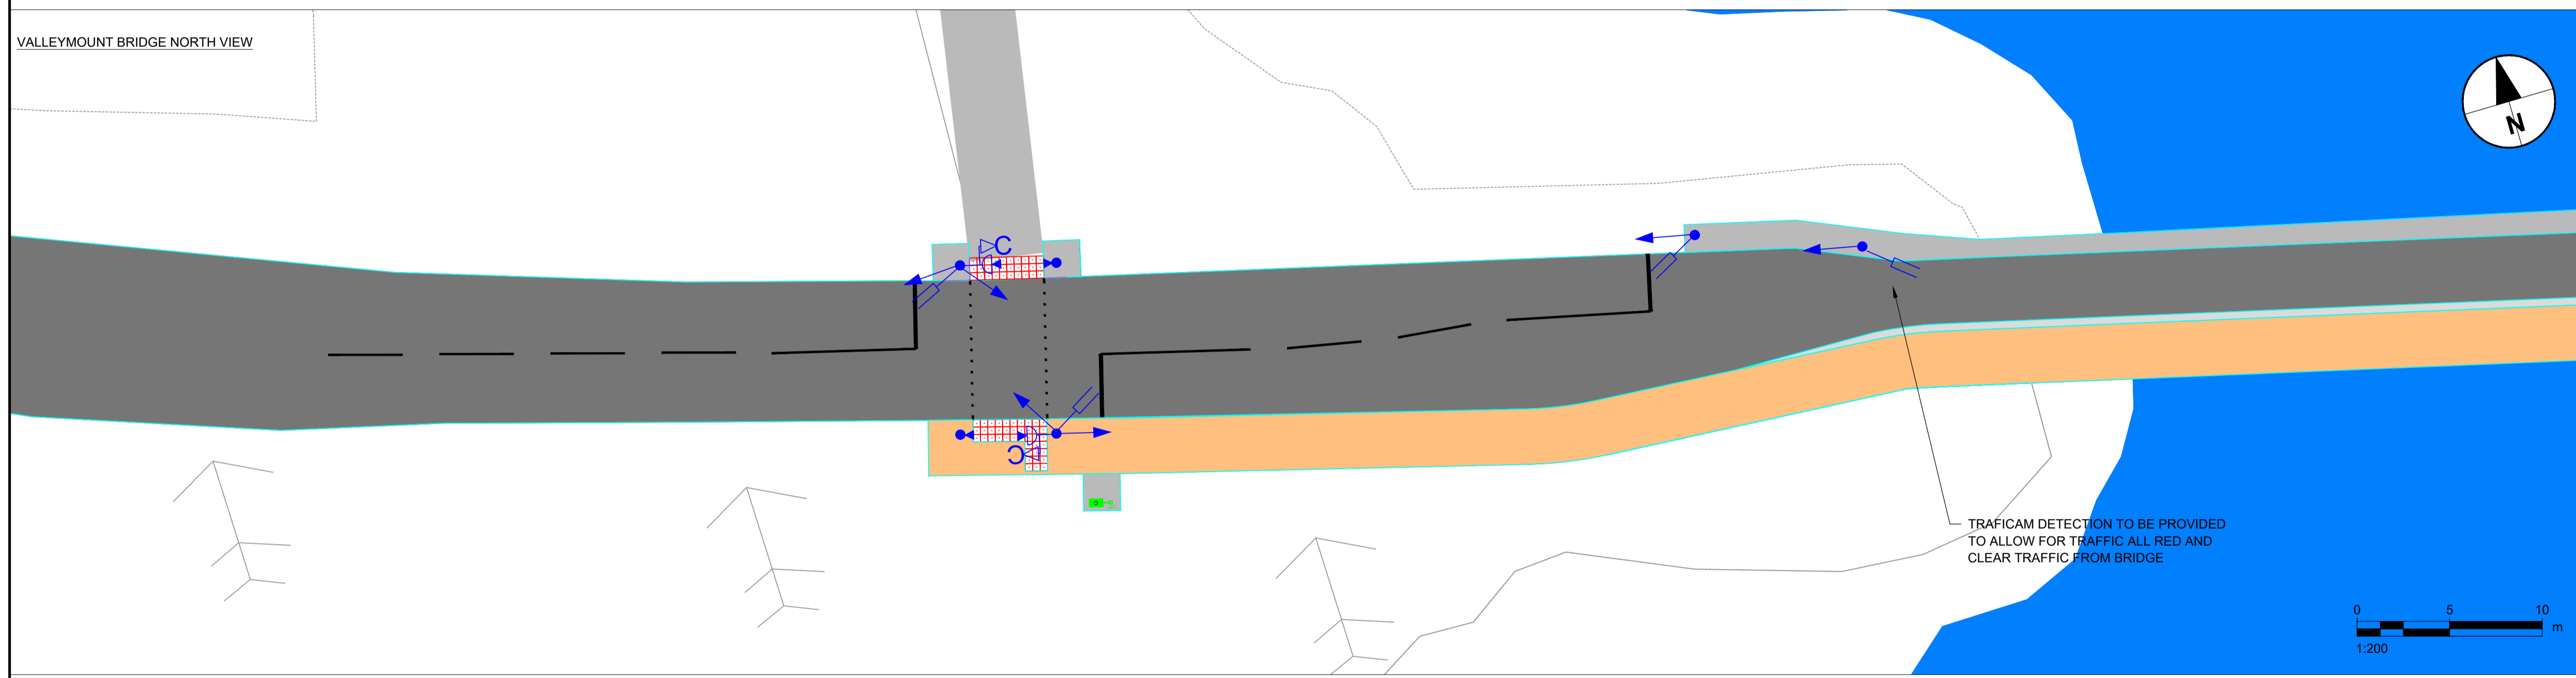 VALLEYMOUNT BRIDGE NORTH VIEW
N
C
C
TRAFICAM DETECTION TO BE PROVIDED
TO ALLOW FOR TRAFFIC ALL RED AND
CLEAR TRAFFIC FROM BRIDGE
0 5 10
m
1:200